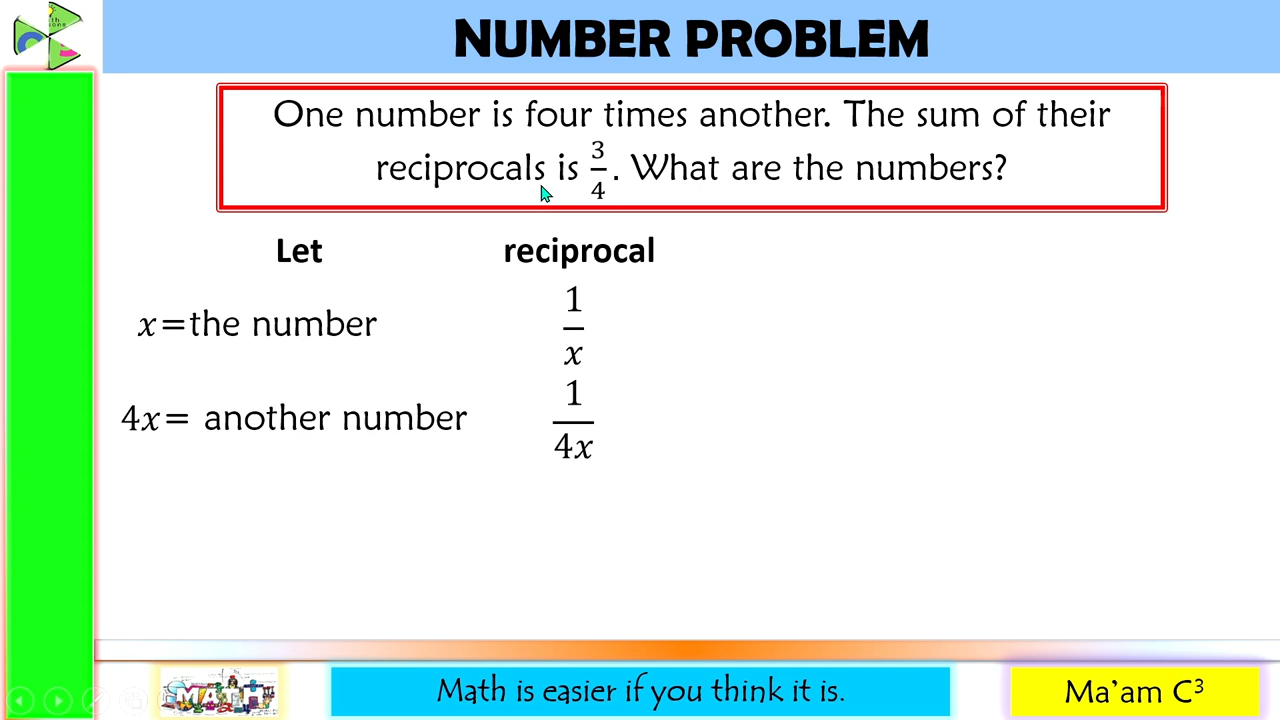 NUMBER PROBLEM
One number is four times another. The sum of their
reciprocals is 3/4. What are the numbers?
Let reciprocal
x=the number 1/x
4x= another number 1/4x
MATH
Math is easier if you think it is.
Ma'am C³